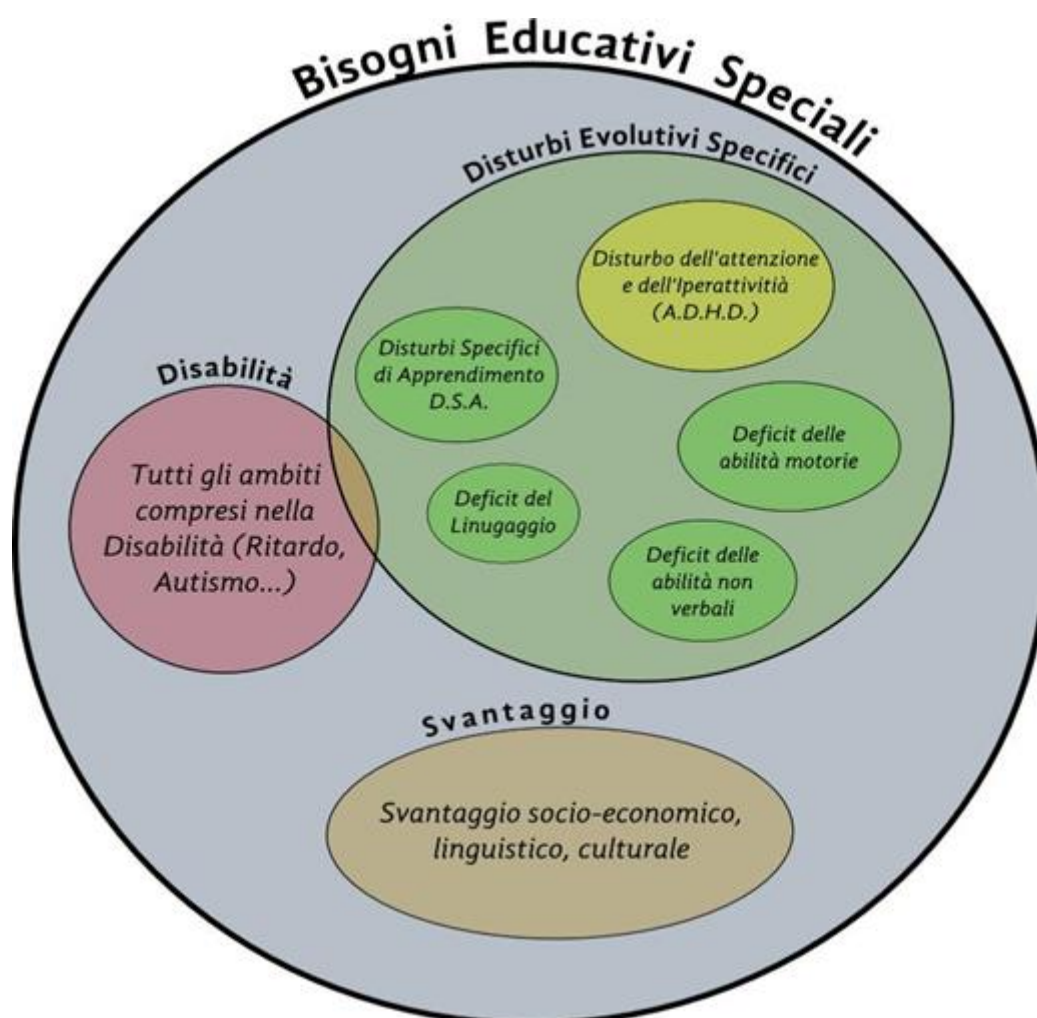 Bisogni Educativi Speciali
Disturbi Evolutivi Specifici
Disturbo dell'attenzione
e dell'Iperattivitià
(A.D.H.D.)
Disturbi Specifici
di Apprendimento
D.S.A.
Disabilità
Deficit delle
abilità motorie
Tutti gli ambiti
compresi nella
Disabilità (Ritardo,
Autismo...)
Deficit del
Linugaggio
Deficit delle
abilità non
verbali
Svantaggio
Svantaggio socio-economico,
linguistico, culturale